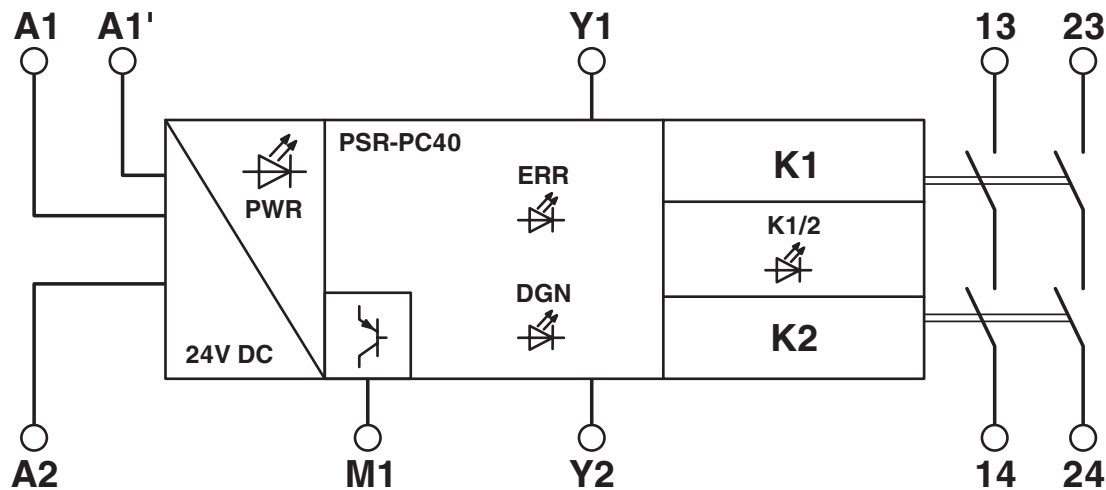 A1 A1' Y1 13 23
PSR-PC40
K1
ERR
PWR
K1/2
DGN
K2
24V DC
A2 M1 Y2 14 24